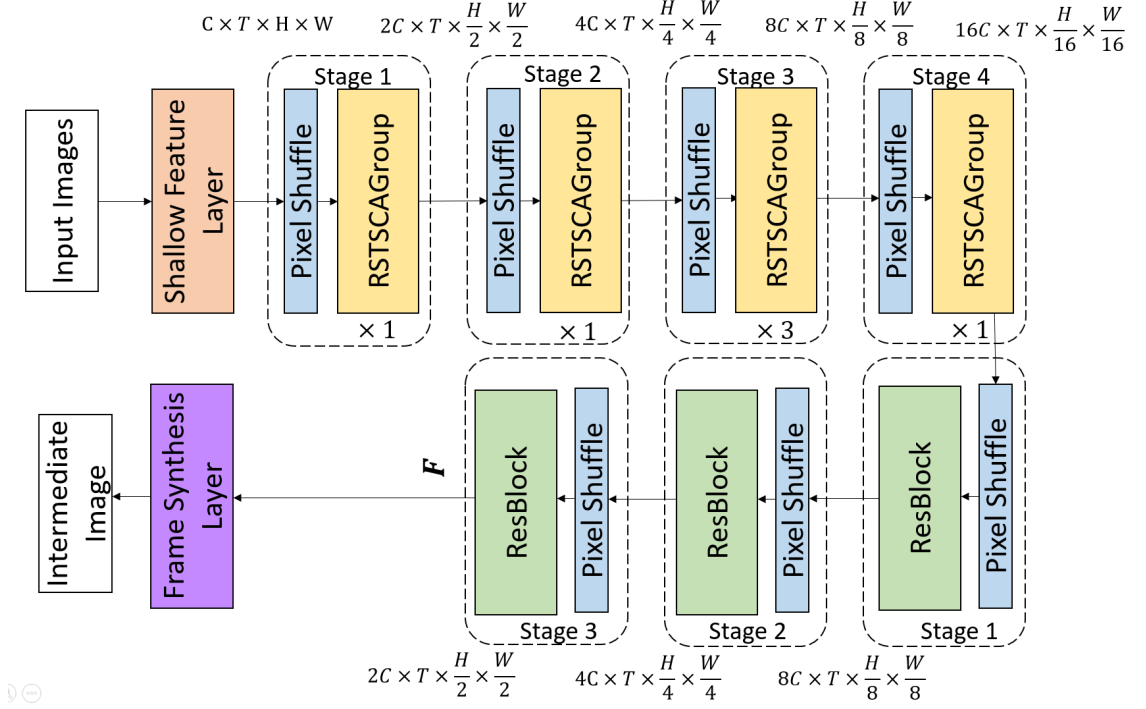 C × T × H × W
2C × T × H/2 × W/2
4C × T × H/4 × W/4
8C × T × H/8 × W/8
16C × T × H/16 × W/16
Input Images
Shallow Feature
Layer
Stage 1
Pixel Shuffle
RSTSCAGroup
× 1
Stage 2
Pixel Shuffle
RSTSCAGroup
× 1
Stage 3
Pixel Shuffle
RSTSCAGroup
× 3
Stage 4
Pixel Shuffle
RSTSCAGroup
× 1
Pixel Shuffle
ResBlock
Stage 1
Pixel Shuffle
ResBlock
Stage 2
Pixel Shuffle
ResBlock
Stage 3
F
Frame Synthesis
Layer
Intermediate
Image
2C × T × H/2 × W/2
4C × T × H/4 × W/4
8C × T × H/8 × W/8